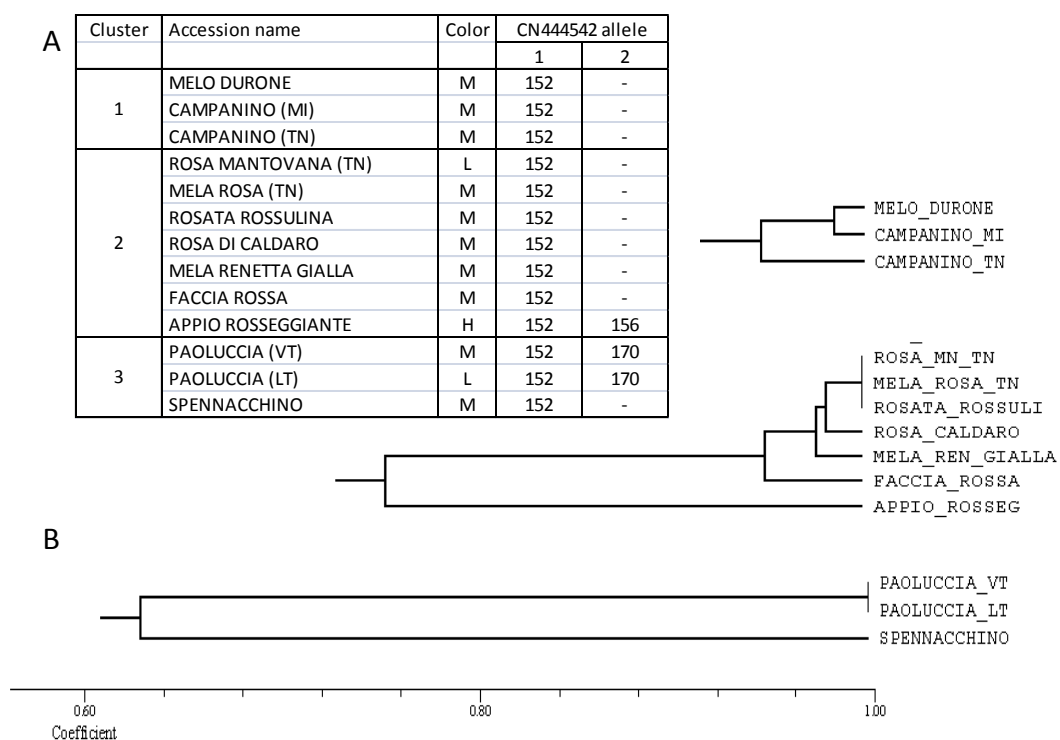 A
Cluster Accession name Color CN444542 allele
1 2
1
MELO DURONE M 152 -
CAMPANINO (MI) M 152 -
CAMPANINO (TN) M 152 -
2
ROSA MANTOVANA (TN) L 152 -
MELA ROSA (TN) M 152 -
ROSATA ROSSULINA M 152 -
ROSA DI CALDARO M 152 -
MELA RENETTA GIALLA M 152 -
FACCIA ROSSA M 152 -
APPIO ROSSEGGIANTE H 152 156
3
PAOLUCCIA (VT) M 152 170
PAOLUCCIA (LT) L 152 170
SPENNACCHINO M 152 -
MELO_DURONE
CAMPANINO_MI
CAMPANINO_TN
ROSA_MN_TN
MELA_ROSA_TN
ROSATA_ROSSULI
ROSA_CALDARO
MELA_REN_GIALLA
FACCIA_ROSSA
APPIO_ROSSEG
B
PAOLUCCIA_VT
PAOLUCCIA_LT
SPENNACCHINO
0.60 0.80 1.00
Coefficient